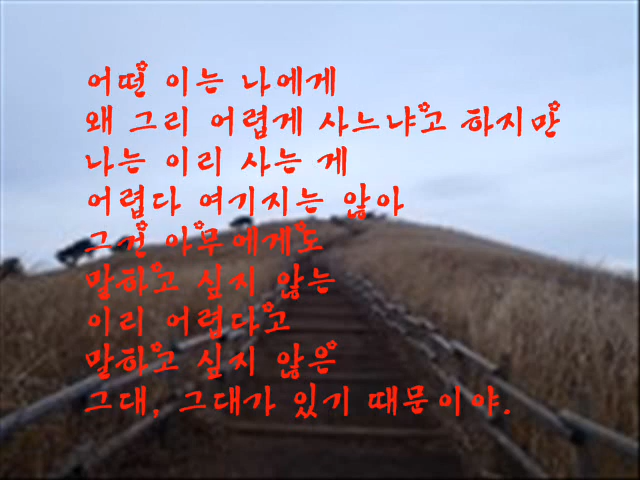 어떤 이는 나에게
왜 그리 어렵게 사느냐고 하지만
나는 이리 사는 게
어렵다 여기지는 않아
그건 아무에게도
말하고 싶지 않는
이리 어렵다고
말하고 싶지 않은
그대, 그대가 있기 때문이야.